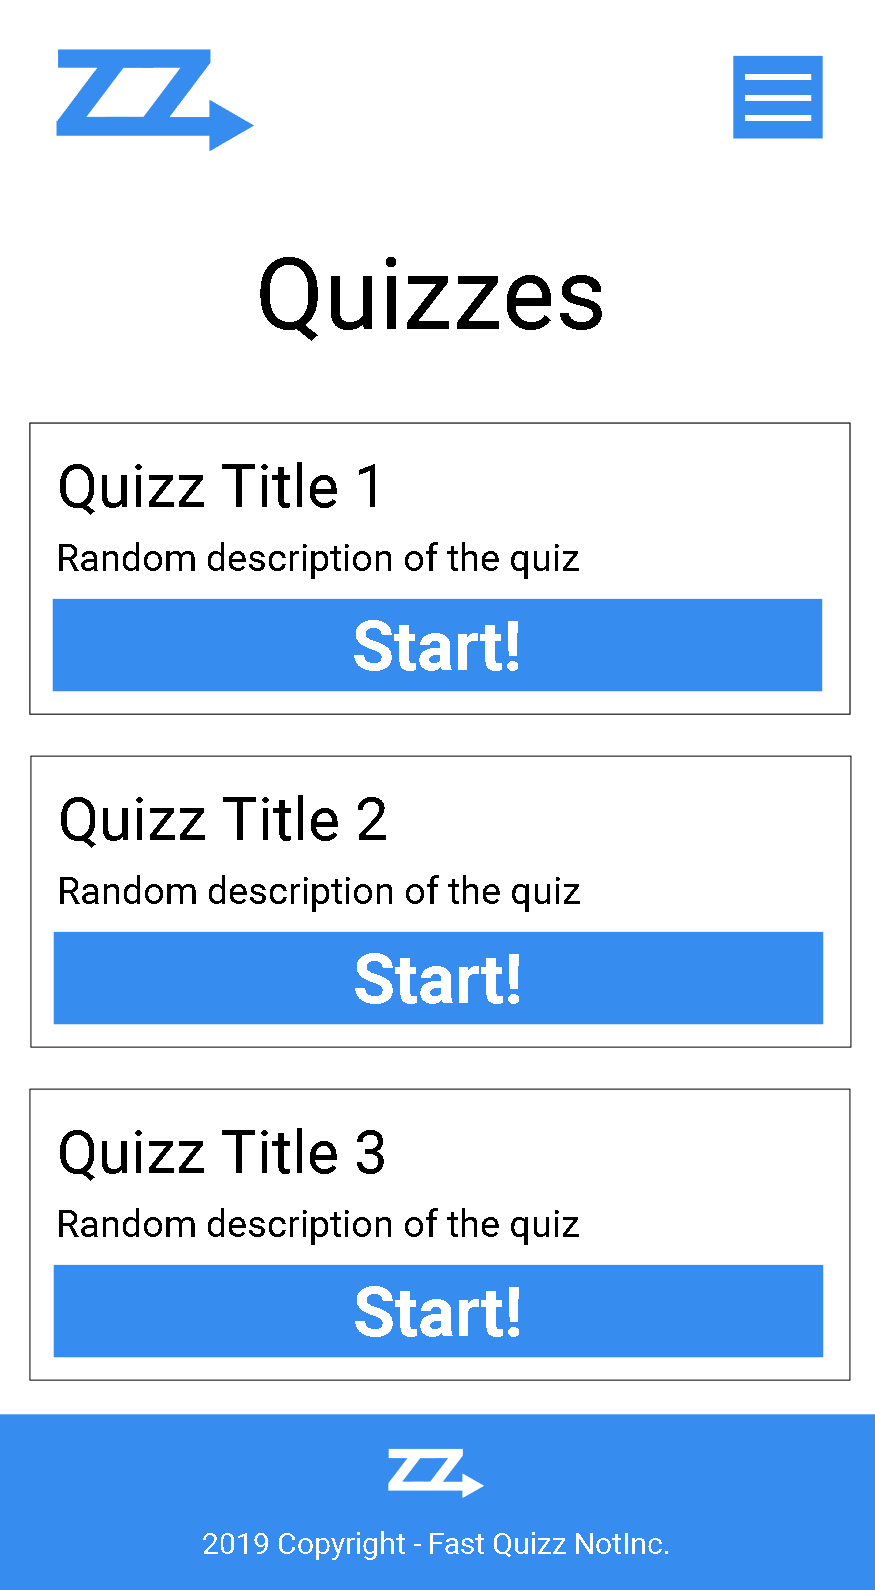 ZZ
Quizzes
Quizz Title 1
Random description of the quiz
Start!
Quizz Title 2
Random description of the quiz
Start!
Quizz Title 3
Random description of the quiz
Start!
ZZ
2019 Copyright - Fast Quizz NotInc.